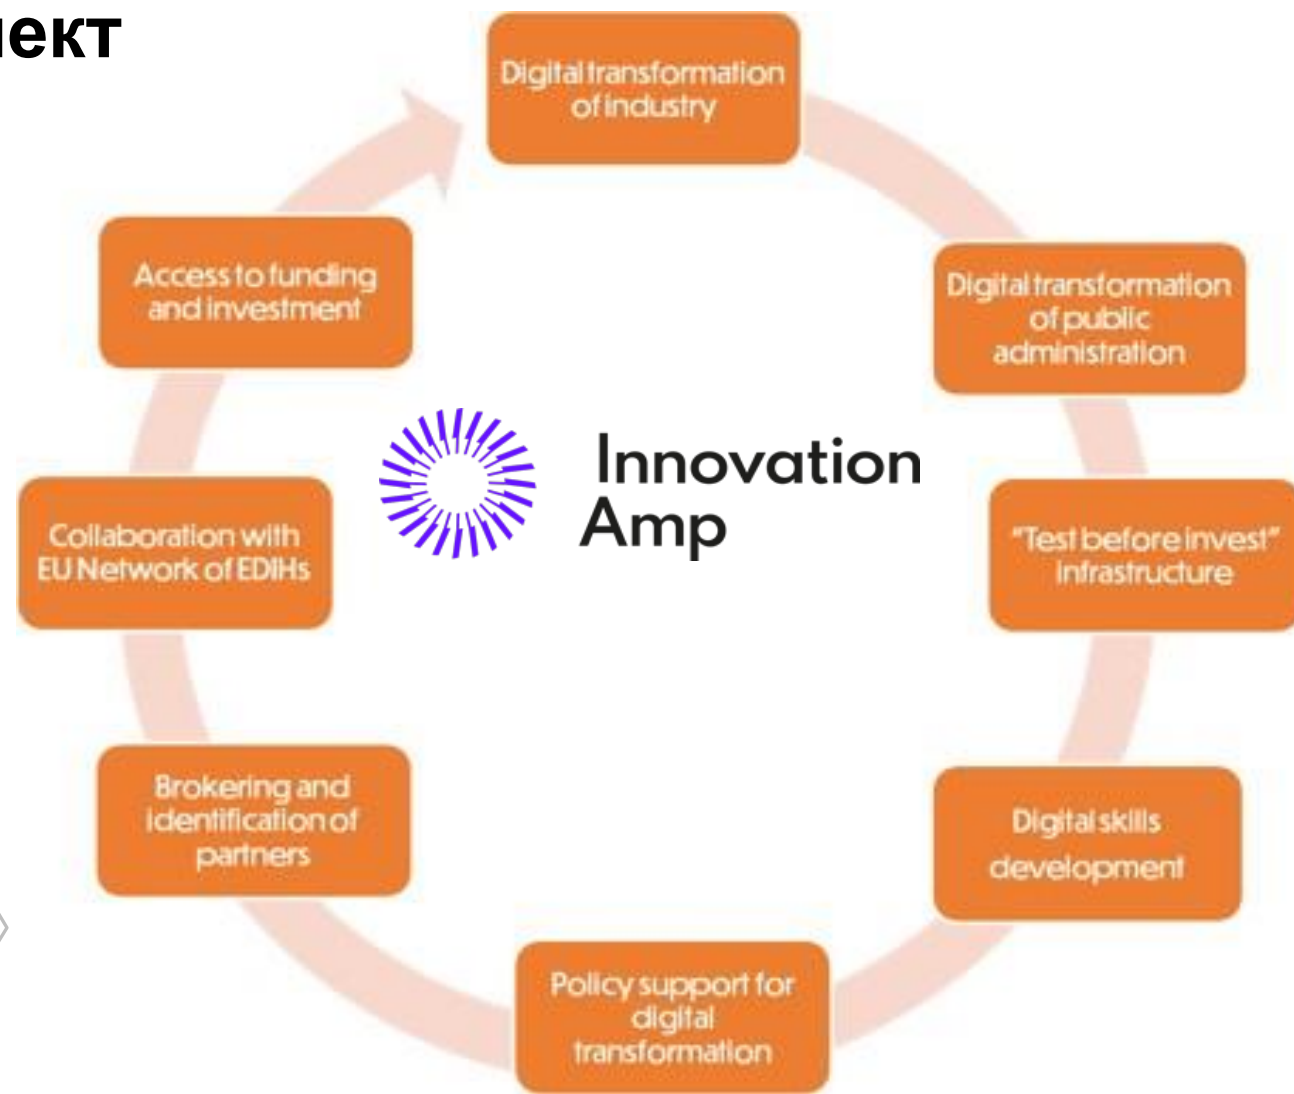 Digital transformation
of industry
Digital transformation
of public
administration
"Test before invest"
infrastructure
Digital skills
development
Policy support for
digital
transformation
Brokering and
identification of
partners
Collaboration with
EU Network of EDIHs
Access to funding
and investment
Innovation
Amp